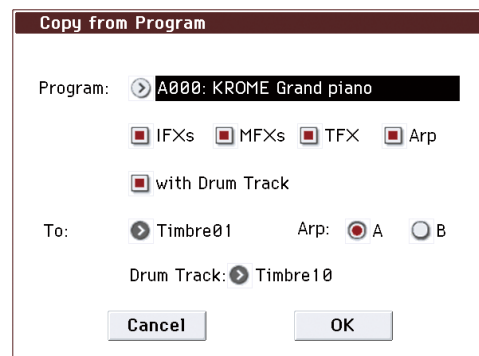 Copy from Program
Program: A000: KROME Grand piano
IFXs MFXs TFX Arp
with Drum Track
To: Timbre01 Arp: A B
Drum Track: Timbre10
Cancel OK